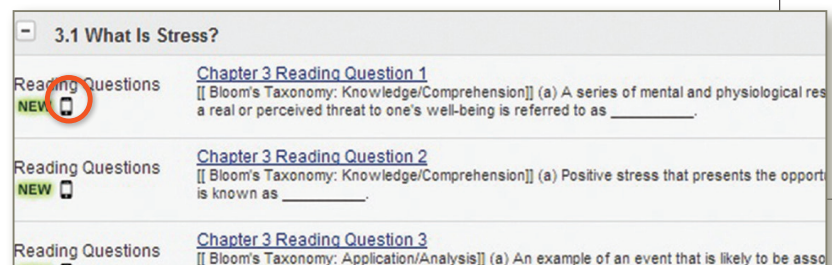 3.1 What Is Stress?
Reading Questions
NEW
Chapter 3 Reading Question 1
[[ Bloom's Taxonomy: Knowledge/Comprehension]] (a) A series of mental and physiological res
a real or perceived threat to one's well-being is referred to as __________.
Reading Questions
NEW
Chapter 3 Reading Question 2
[[ Bloom's Taxonomy: Knowledge/Comprehension]] (a) Positive stress that presents the opport
is known as __________.
Reading Questions
Chapter 3 Reading Question 3
[[ Bloom's Taxonomy: Application/Analysis]] (a) An example of an event that is likely to be asso